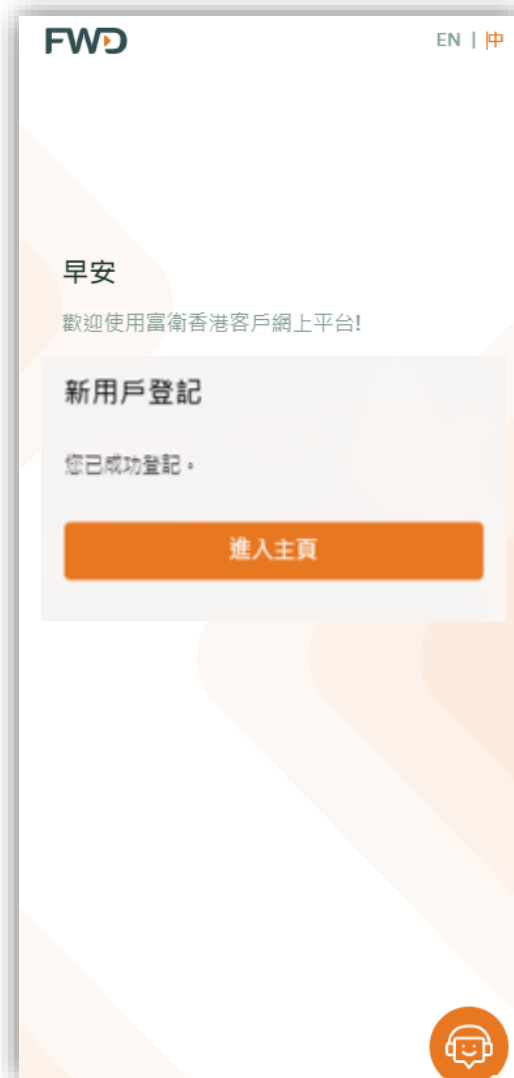 FWD
EN | 中
早安
歡迎使用富衛香港客戶網上平台!
新用戶登記
您已成功登記。
進入主頁